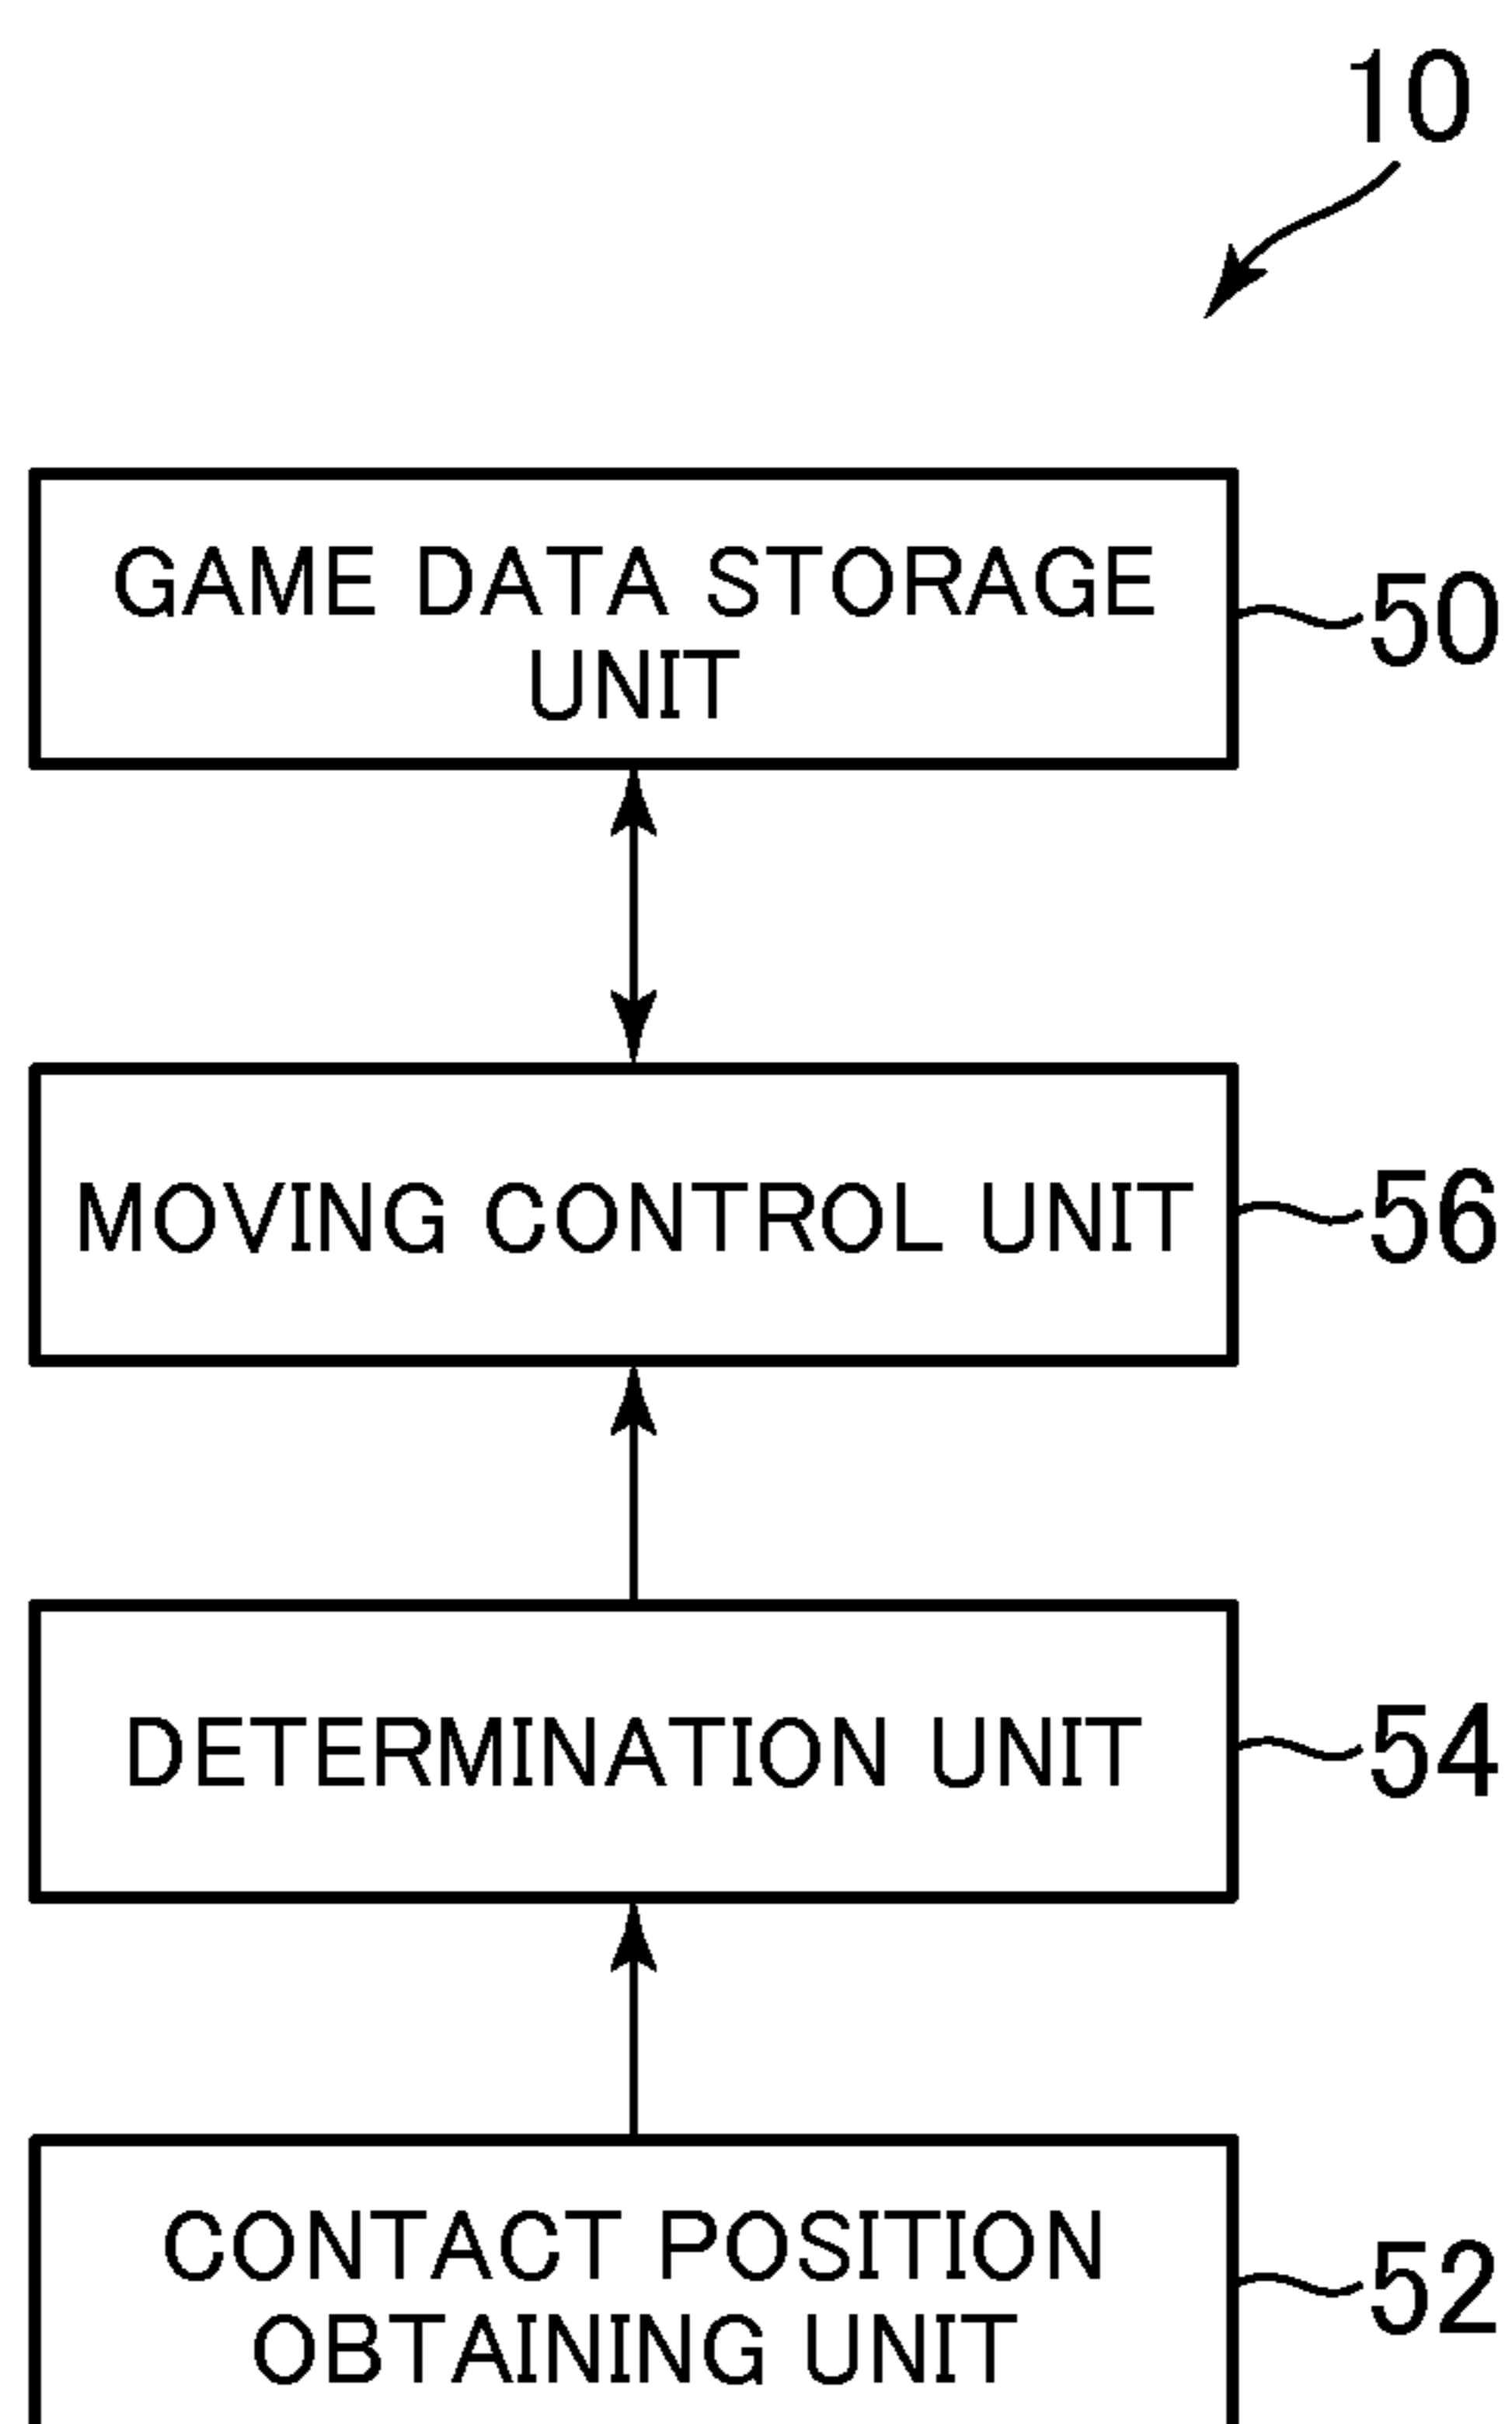 10
GAME DATA STORAGE
UNIT
50
MOVING CONTROL UNIT
56
DETERMINATION UNIT
54
CONTACT POSITION
OBTAINING UNIT
52